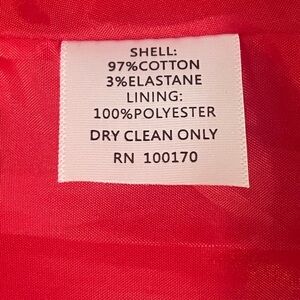 SHELL:
97%COTTON
3%ELASTANE
LINING:
100%POLYESTER
DRY CLEAN ONLY
RN 100170